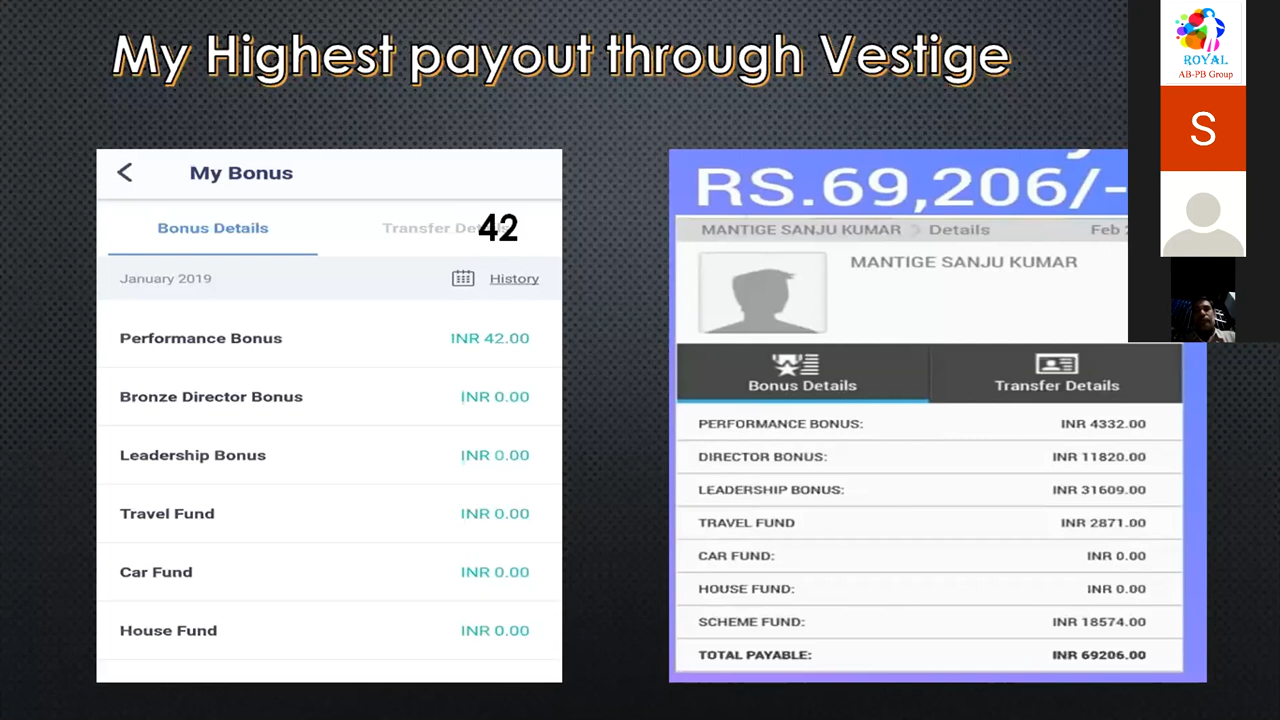 My Highest payout through Vestige
My Bonus
Bonus Details
Transfer De
42
January 2019
History
Performance Bonus INR 42.00
Bronze Director Bonus INR 0.00
Leadership Bonus INR 0.00
Travel Fund INR 0.00
Car Fund INR 0.00
House Fund INR 0.00
RS.69,206/-
MANTIGE SANJU KUMAR Details Feb
MANTIGE SANJU KUMAR
Bonus Details
Transfer Details
PERFORMANCE BONUS: INR 4332.00
DIRECTOR BONUS: INR 11820.00
LEADERSHIP BONUS: INR 31609.00
TRAVEL FUND INR 2871.00
CAR FUND: INR 0.00
HOUSE FUND: INR 0.00
SCHEME FUND: INR 18574.00
TOTAL PAYABLE: INR 69206.00
ROYAL
AB-PB Group
S